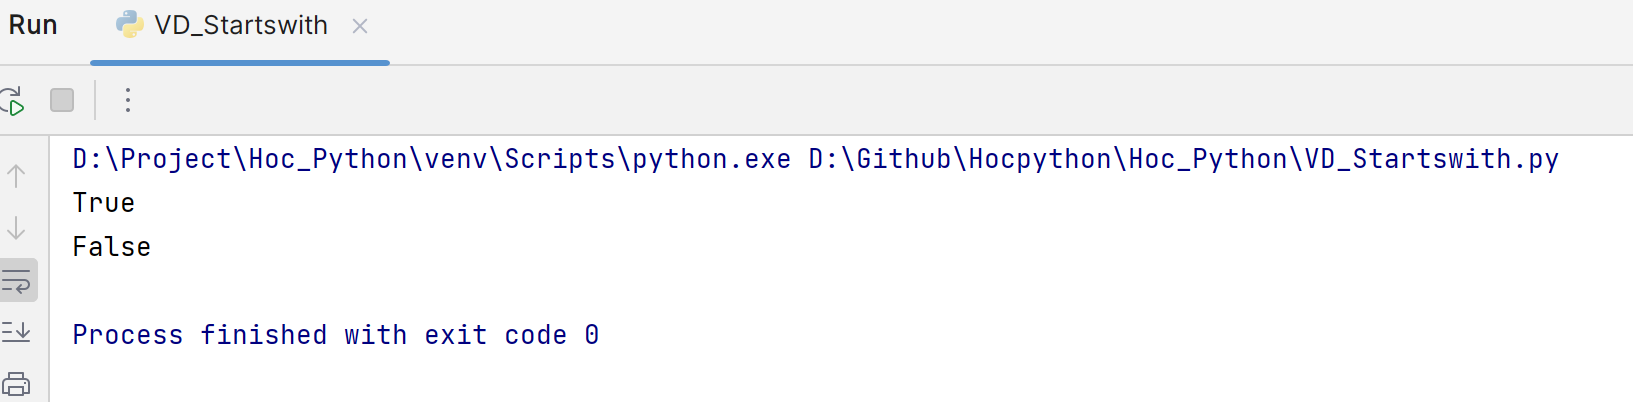 Run VD_Startswith
D:\Project\Hoc_Python\venv\Scripts\python.exe D:\Github\Hocpython\Hoc_Python\VD_Startswith.py
True
False
Process finished with exit code 0